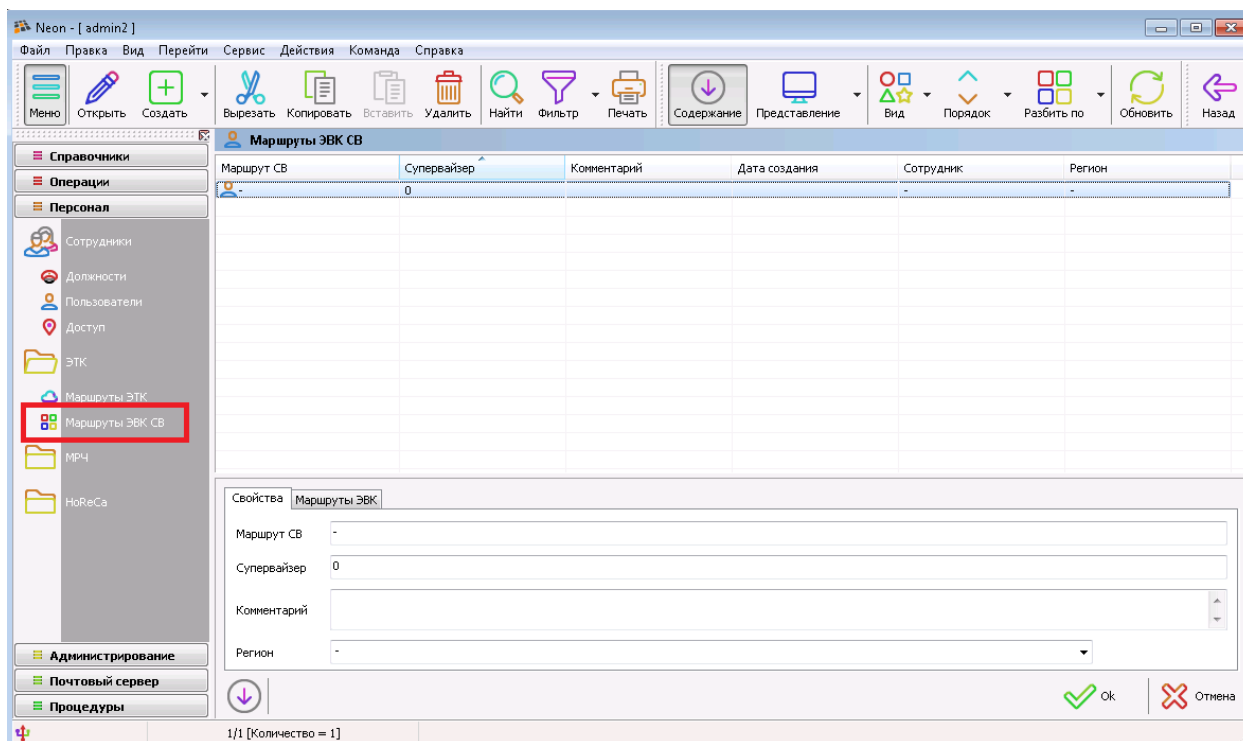 Neon - [ admin2 ]
Файл Правка Вид Перейти Сервис Действия Команда Справка
Меню Открыть Создать Вырезать Копировать Вставить Удалить Найти Фильтр Печать Содержание Представление Вид Порядок Разбить по Обновить Назад
Справочники
Операции
Персонал
Сотрудники
Должности
Пользователи
Доступ
ЭТК
Маршруты ЭТК
Маршруты ЭВК СВ
МРЧ
HoReCa
Администрирование
Почтовый сервер
Процедуры
Маршруты ЭВК СВ
Маршрут СВ Супервайзер Комментарий Дата создания Сотрудник Регион
- 0 - -
Свойства Маршруты ЭВК
Маршрут СВ -
Супервайзер 0
Комментарий
Регион -
Ok Отмена
1/1 [Количество = 1]